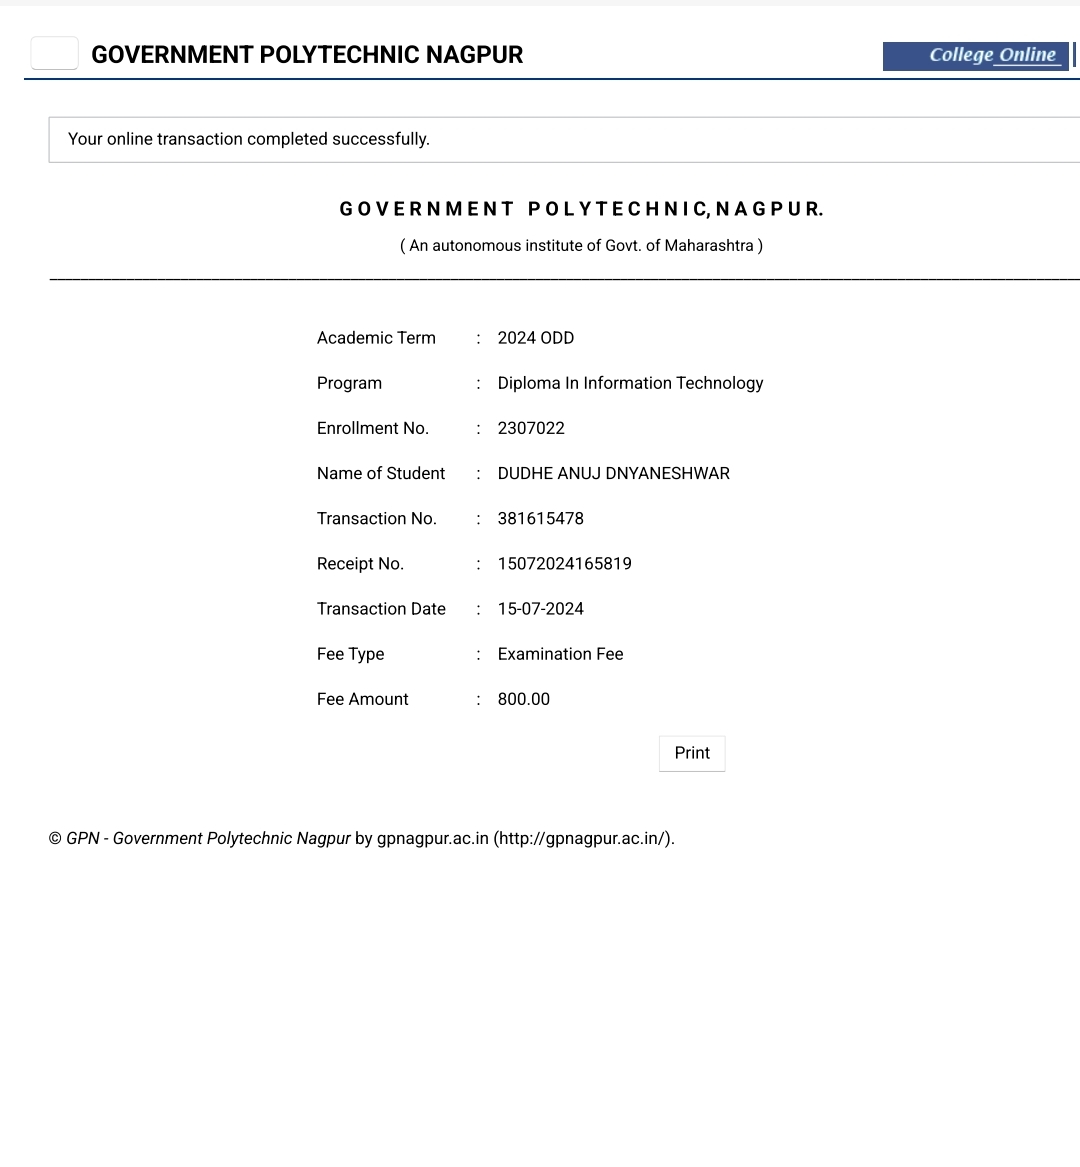 GOVERNMENT POLYTECHNIC NAGPUR
College Online
Your online transaction completed successfully.
GOVERNMENT POLYTECHNIC, NAGPUR.
( An autonomous institute of Govt. of Maharashtra )
Academic Term : 2024 ODD
Program : Diploma In Information Technology
Enrollment No. : 2307022
Name of Student : DUDHE ANUJ DNYANESHWAR
Transaction No. : 381615478
Receipt No. : 15072024165819
Transaction Date : 15-07-2024
Fee Type : Examination Fee
Fee Amount : 800.00
Print
© GPN - Government Polytechnic Nagpur by gpnagpur.ac.in (http://gpnagpur.ac.in/).